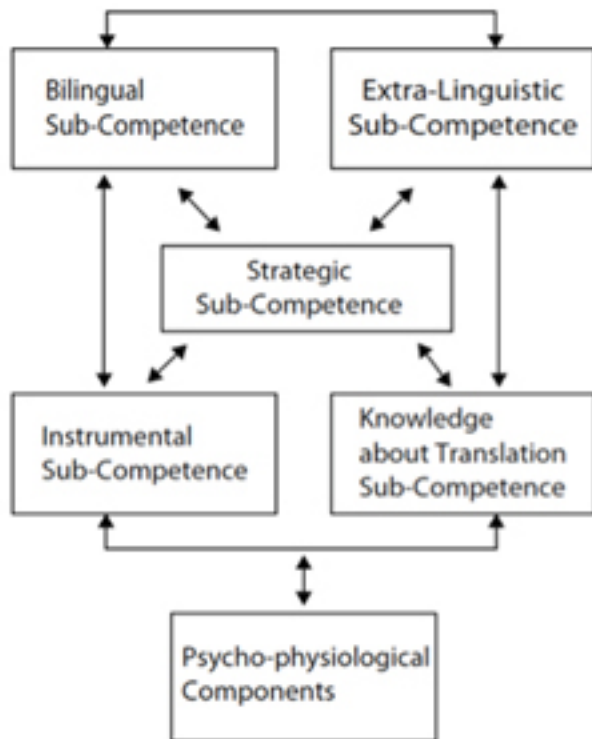 Bilingual
Sub-Competence
Extra-Linguistic
Sub-Competence
Strategic
Sub-Competence
Instrumental
Sub-Competence
Knowledge
about Translation
Sub-Competence
Psycho-physiological
Components